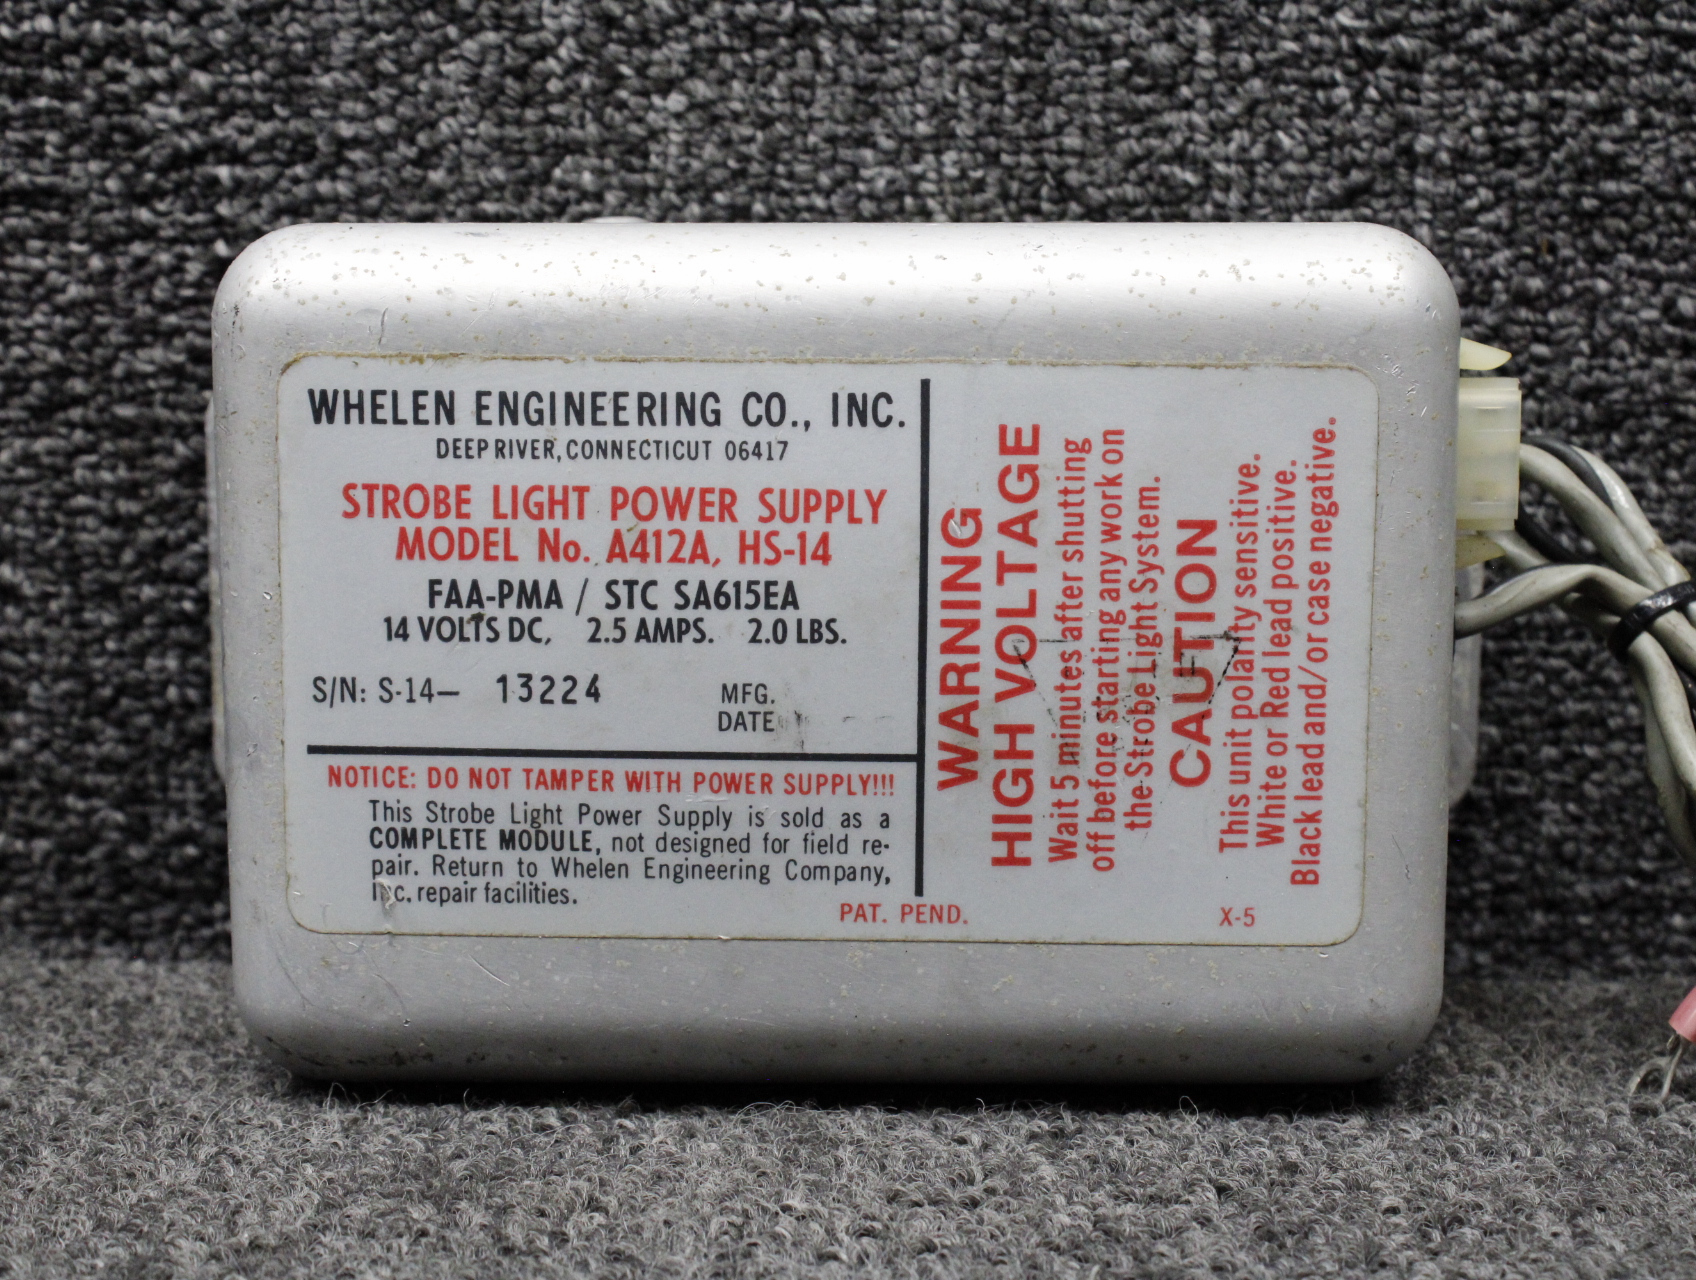 WHELEN ENGINEERING CO., INC.
DEEP RIVER, CONNECTICUT 06417
STROBE LIGHT POWER SUPPLY
MODEL No. A412A, HS-14
FAA-PMA / STC SA615EA
14 VOLTS DC, 2.5 AMPS. 2.0 LBS.
S/N: S-14— 13224
MFG.
DATE
NOTICE: DO NOT TAMPER WITH POWER SUPPLY!!!
This Strobe Light Power Supply is sold as a
COMPLETE MODULE, not designed for field re-
pair. Return to Whelen Engineering Company,
Inc. repair facilities.
PAT. PEND.
WARNING
HIGH VOLTAGE
Wait 5 minutes after shutting
off before starting any work on
the Strobe Light System.
CAUTION
This unit polarity sensitive.
White or Red lead positive.
Black lead and/or case negative.
X-5